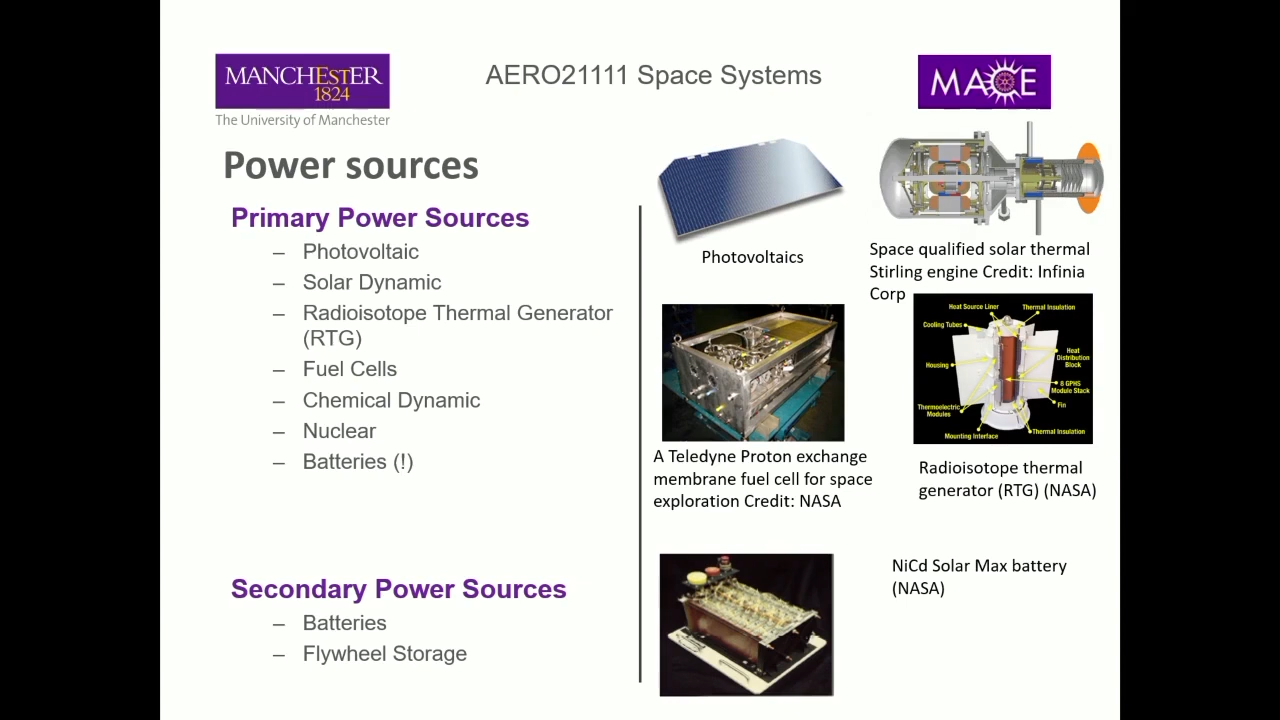 MANCHEstER
1824
The University of Manchester
AERO21111 Space Systems
MACE
Power sources
Primary Power Sources
– Photovoltaic
– Solar Dynamic
– Radioisotope Thermal Generator
(RTG)
– Fuel Cells
– Chemical Dynamic
– Nuclear
– Batteries (!)
Secondary Power Sources
– Batteries
– Flywheel Storage
Photovoltaics
Space qualified solar thermal
Stirling engine Credit: Infinia
Corp
A Teledyne Proton exchange
membrane fuel cell for space
exploration Credit: NASA
Heat Source Liner
Thermal Insulation
Cooling Tubes
Heat
Distribution
Block
Housing
8 GPHS
Module Stack
Fin
Thermoelectric
Modules
Mounting Interface
Thermal Insulation
Radioisotope thermal
generator (RTG) (NASA)
NiCd Solar Max battery
(NASA)